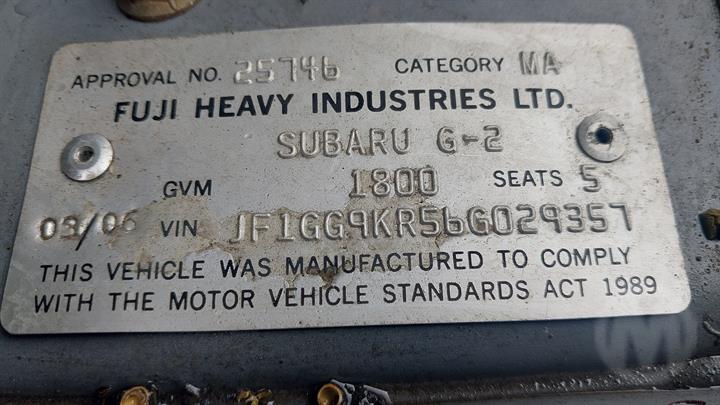 APPROVAL NO. 25746 CATEGORY MA
FUJI HEAVY INDUSTRIES LTD.
SUBARU G-2
GVM 1800 SEATS 5
03/06 VIN JF1GG9KR56G029357
THIS VEHICLE WAS MANUFACTURED TO COMPLY
WITH THE MOTOR VEHICLE STANDARDS ACT 1989
M